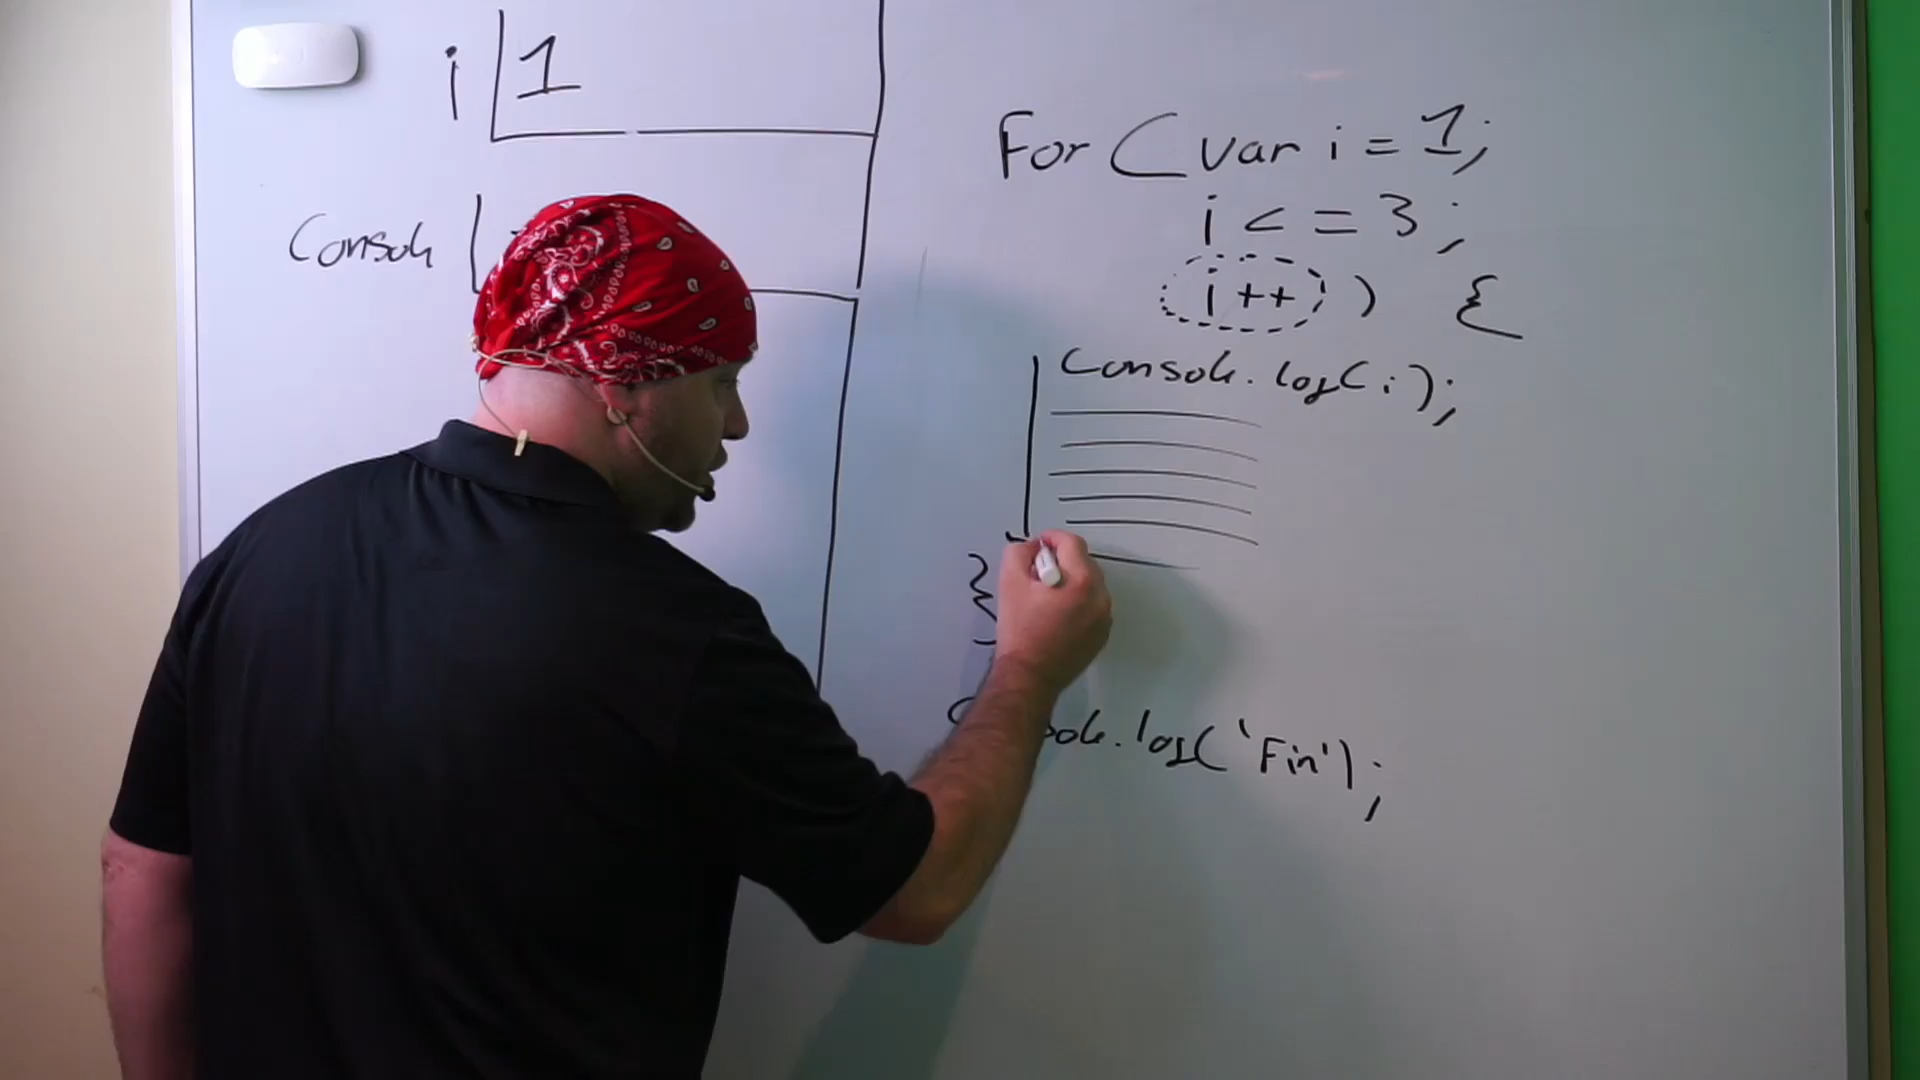 i 1
Console
For ( var i = 1;
i <= 3;
i++ ) {
Console.log( i );
}
Console.log('Fin');